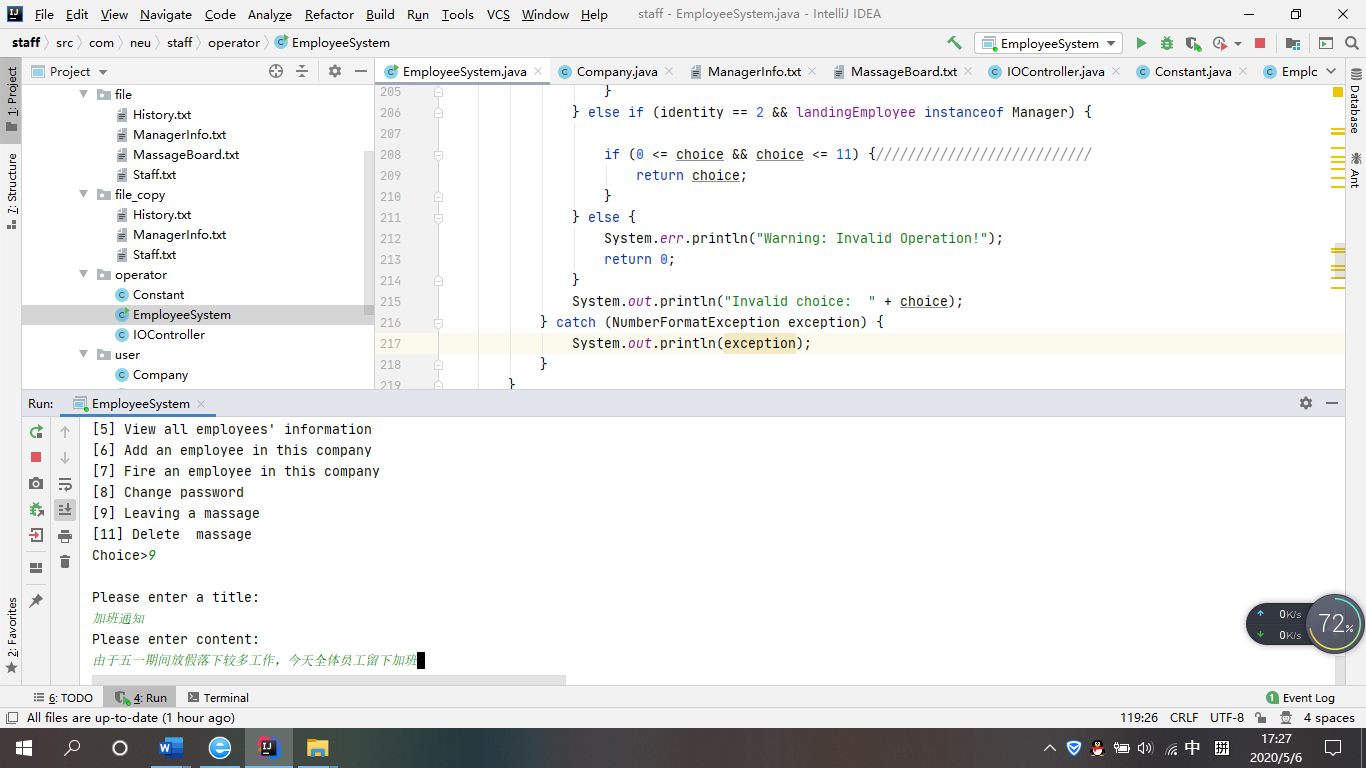 File Edit View Navigate Code Analyze Refactor Build Run Tools VCS Window Help staff - EmployeeSystem.java - IntelliJ IDEA
staff src com neu staff operator EmployeeSystem EmployeeSystem
1: Project
7: Structure
2: Favorites
Database
Ant
Project
EmployeeSystem.java Company.java ManagerInfo.txt MassageBoard.txt IOController.java Constant.java Emplc
file
History.txt
ManagerInfo.txt
MassageBoard.txt
Staff.txt
file_copy
History.txt
ManagerInfo.txt
Staff.txt
operator
Constant
EmployeeSystem
IOController
user
Company
205 }
206 } else if (identity == 2 && landingEmployee instanceof Manager) {
207
208 if (0 <= choice && choice <= 11) {///////////////////////////
209 return choice;
210 }
211 } else {
212 System.err.println("Warning: Invalid Operation!");
213 return 0;
214 }
215 System.out.println("Invalid choice:  " + choice);
216 } catch (NumberFormatException exception) {
217 System.out.println(exception);
218 }
219 }
Run: EmployeeSystem
[5] View all employees' information
[6] Add an employee in this company
[7] Fire an employee in this company
[8] Change password
[9] Leaving a massage
[11] Delete  massage
Choice>9
Please enter a title:
加班通知
Please enter content:
由于五一期间放假落下较多工作，今天全体员工留下加班
0K/s
0K/s
72%
6: TODO 4: Run Terminal 1 Event Log
All files are up-to-date (1 hour ago) 119:26 CRLF UTF-8 4 spaces
中 拼 17:27
2020/5/6